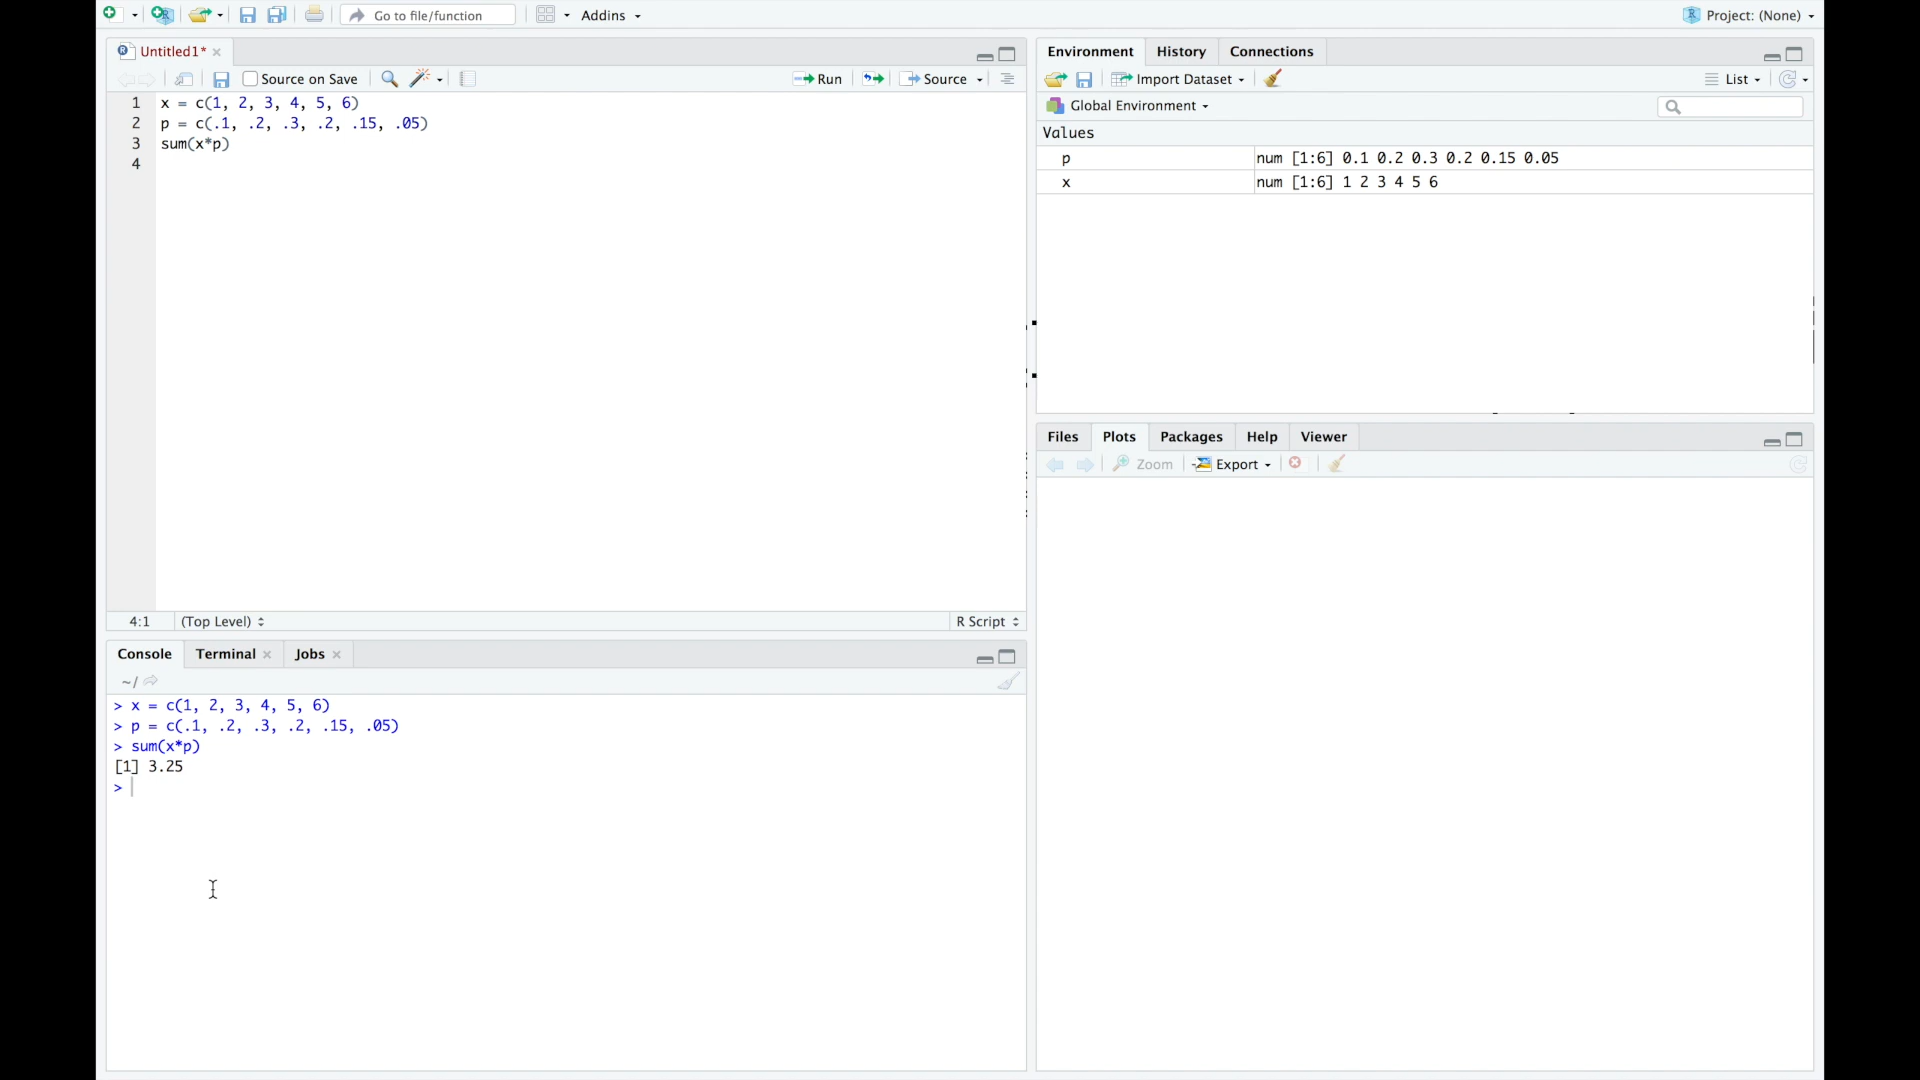 Go to file/function
Addins
Project: (None)
Untitled1*
Source on Save
Run
Source
1 x = c(1, 2, 3, 4, 5, 6)
2 p = c(.1, .2, .3, .2, .15, .05)
3 sum(x*p)
4
4:1 (Top Level) R Script
Console Terminal Jobs
~/
> x = c(1, 2, 3, 4, 5, 6)
> p = c(.1, .2, .3, .2, .15, .05)
> sum(x*p)
[1] 3.25
>
Environment History Connections
Import Dataset List
Global Environment
Values
p num [1:6] 0.1 0.2 0.3 0.2 0.15 0.05
x num [1:6] 1 2 3 4 5 6
Files Plots Packages Help Viewer
Zoom Export